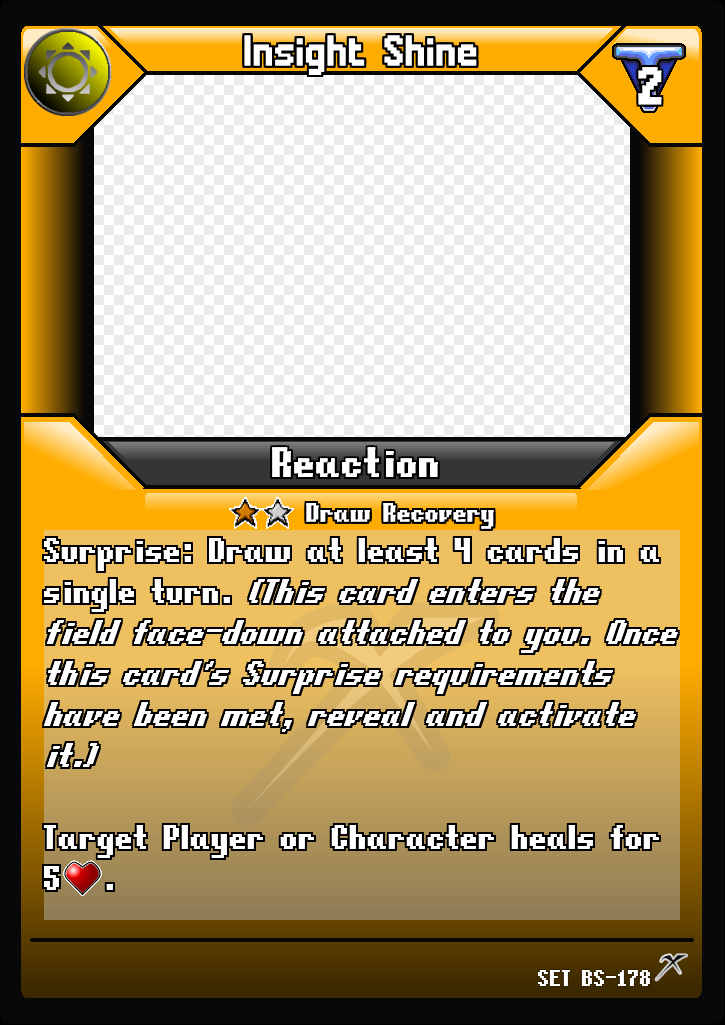 Insight Shine
2
Reaction
Draw Recovery
Surprise: Draw at least 4 cards in a
single turn. (This card enters the
field face-down attached to you. Once
this card's Surprise requirements
have been met, reveal and activate
it.)
Target Player or Character heals for
5❤.
SET BS-178